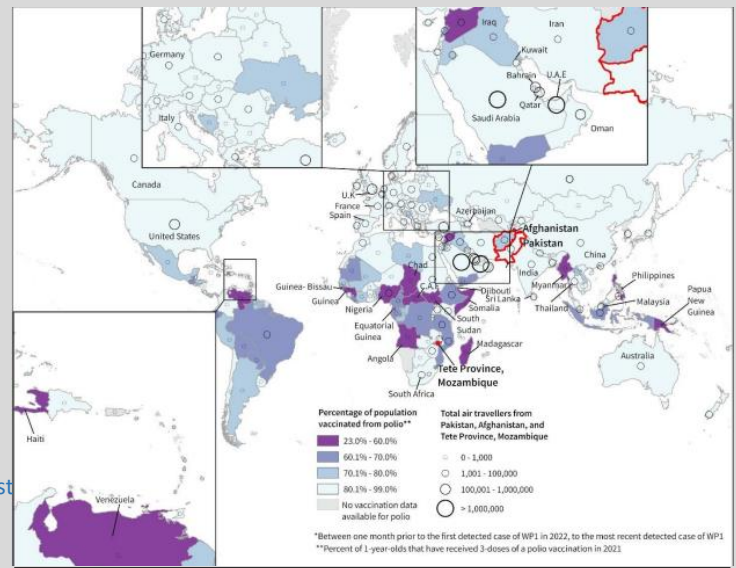 Germany
Italy
Iraq
Iran
Kuwait
Bahrain
U.A.E
Qatar
Saudi Arabia
Oman
Canada
U.K
France
Spain
United States
Azerbaijan
Afghanistan
Pakistan
China
India
Myanmar
Philippines
Papua
New
Guinea
Chad
C.A.F
Djibouti
Sri Lanka
Somalia
Thailand
Malaysia
Guinea- Bissau
Guinea
Nigeria
Equatorial
Guinea
South
Sudan
Angola
Madagascar
Tete Province,
Mozambique
South Africa
Australia
Haiti
Venezuela
st
Percentage of population
vaccinated from polio**
23.0% - 60.0%
60.1% - 70.0%
70.1% - 80.0%
80.1% - 99.0%
No vaccination data
available for polio
Total air travellers from
Pakistan, Afghanistan, and
Tete Province, Mozambique
0 - 1,000
1,001 - 100,000
100,001 - 1,000,000
> 1,000,000
*Between one month prior to the first detected case of WP1 in 2022, to the most recent detected case of WP1
**Percent of 1-year-olds that have received 3-doses of a polio vaccination in 2021